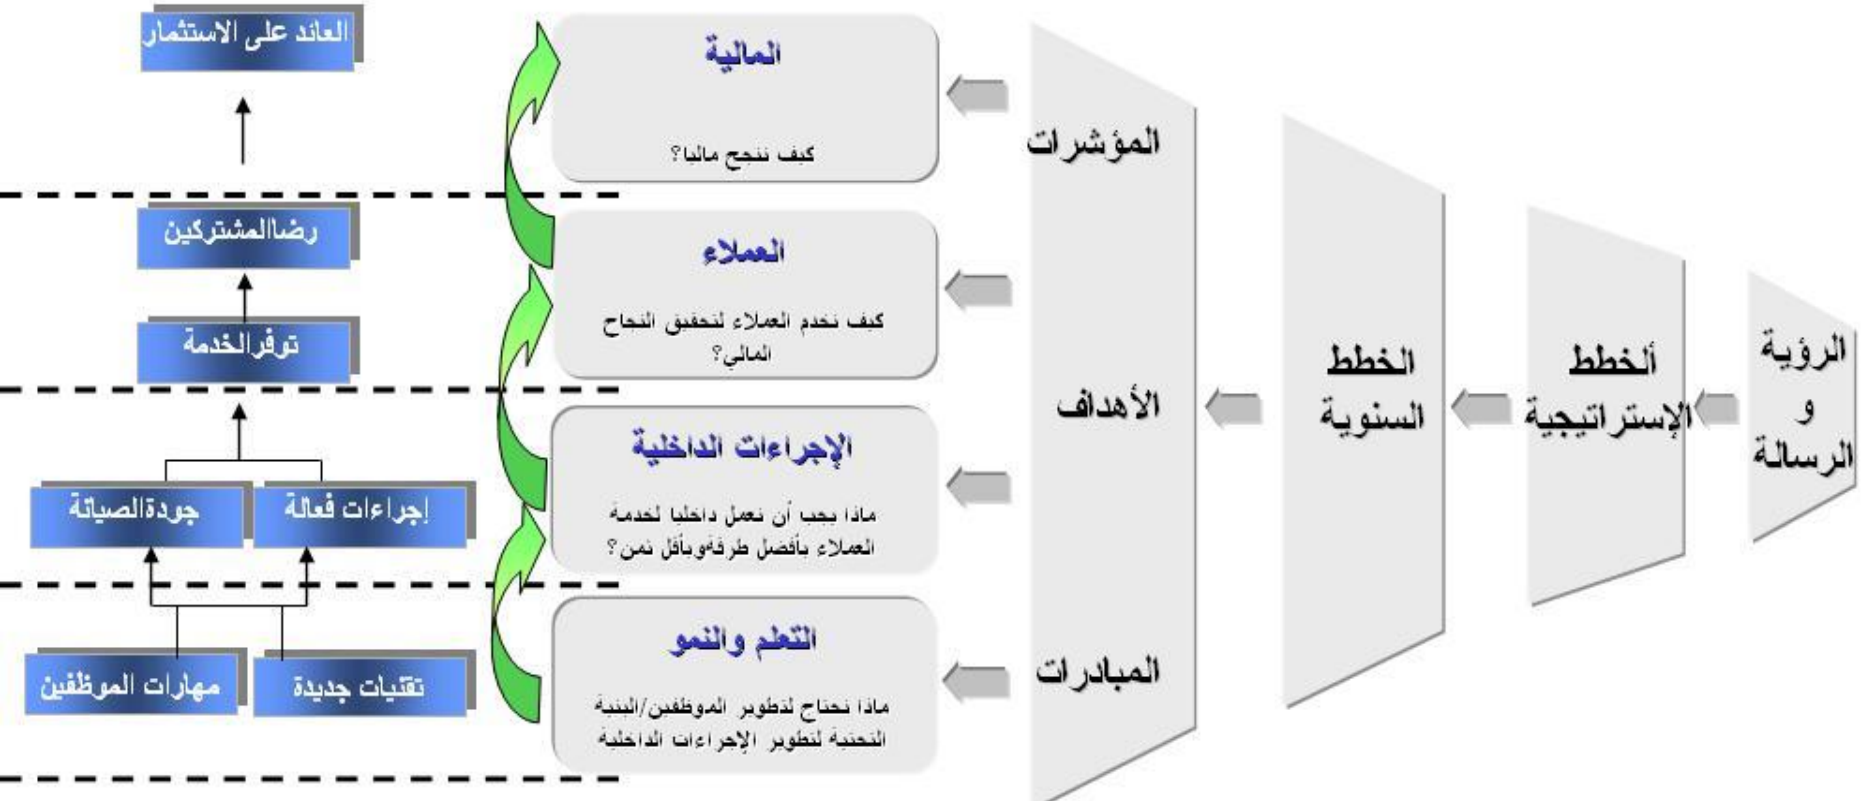 الرؤية
و
الرسالة
ألخطط
الإستراتيجية
الخطط
السنوية
المؤشرات
الأهداف
المبادرات
المالية
كيف ننجح ماليا؟
العملاء
كيف نخدم العملاء لتحقيق النجاح
المالي؟
الإجراءات الداخلية
ماذا يجب أن نعمل داخليا لخدمة
العملاء بأفضل طرقةوبأقل ثمن؟
التعلم والنمو
ماذا نحتاج لتطوير الموظفين/البنية
التحتية لتطوير الإجراءات الداخلية
العائد على الاستثمار
رضاالمشتركين
توفرالخدمة
إجراءات فعالة
جودةالصيانة
تقنيات جديدة
مهارات الموظفين